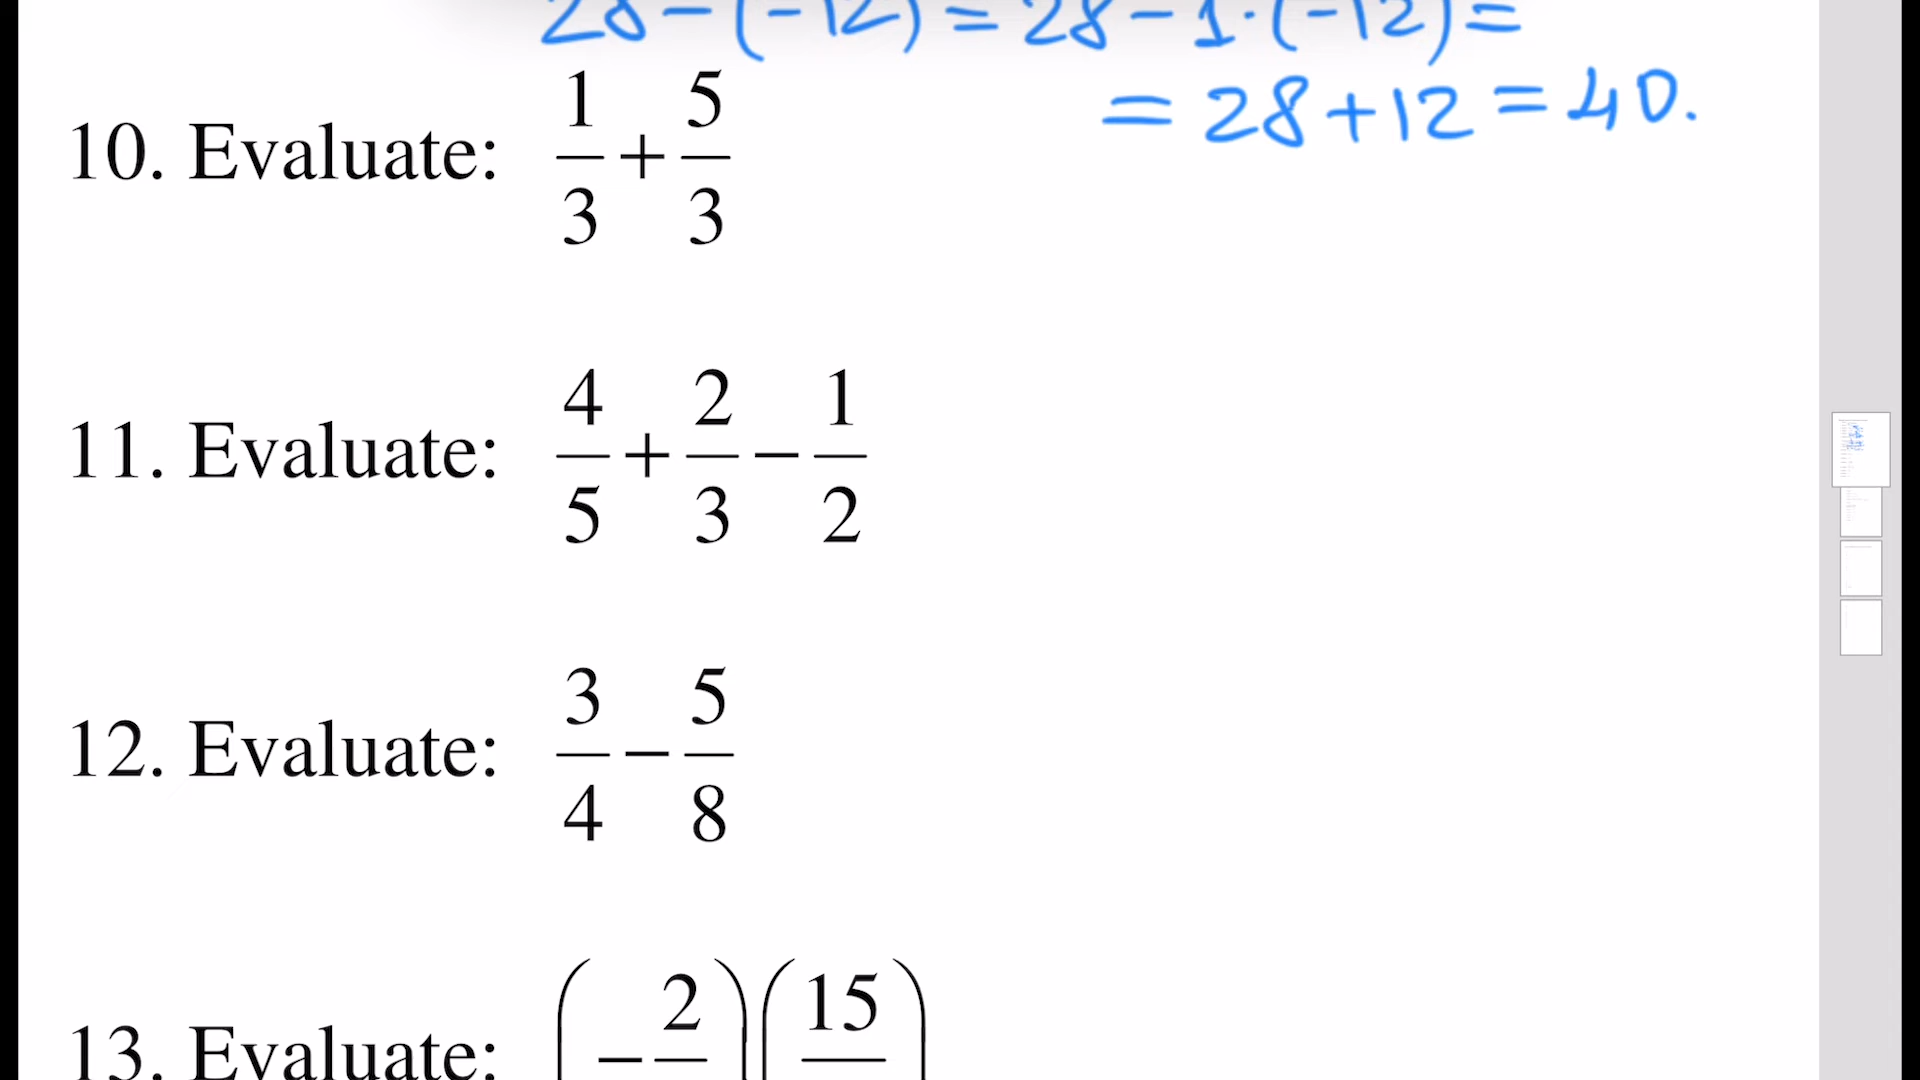 28 - (-12) = 28 - 1·(-12) =
= 28 + 12 = 40.
10. Evaluate: 1/3 + 5/3
11. Evaluate: 4/5 + 2/3 - 1/2
12. Evaluate: 3/4 - 5/8
13. Evaluate: (-2/ )(15/ )